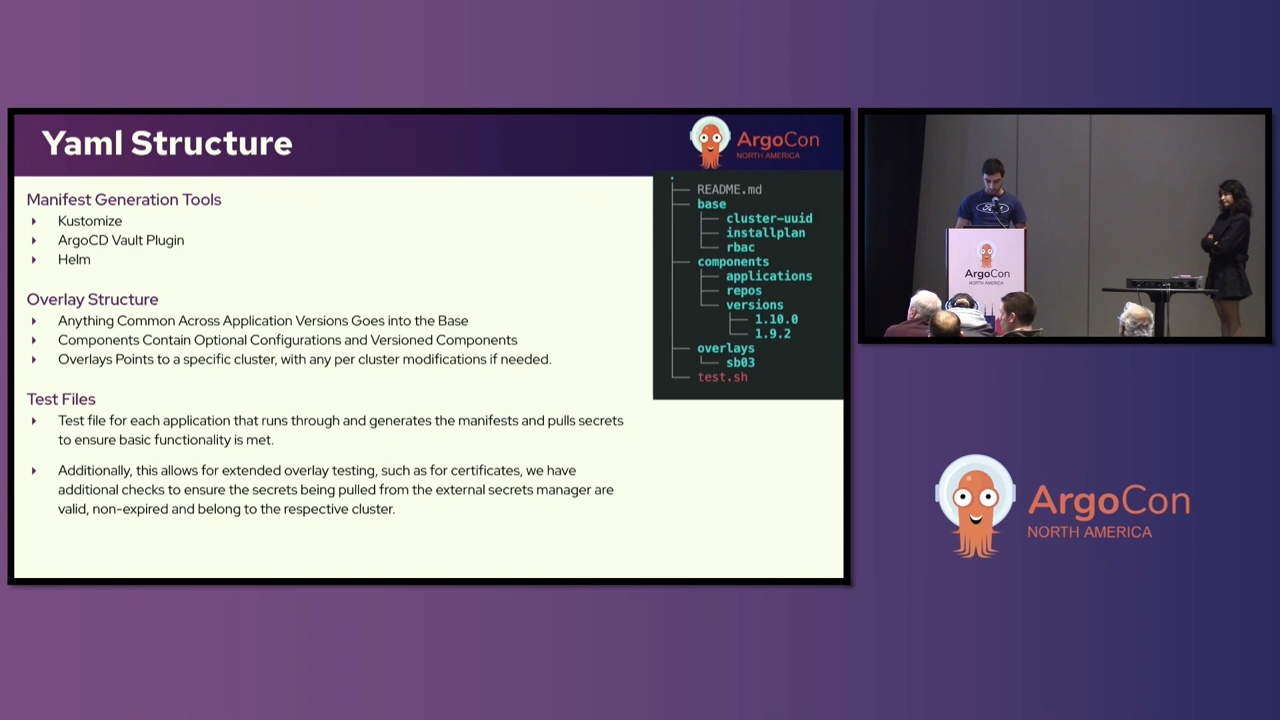 Yaml Structure
ArgoCon
NORTH AMERICA
Manifest Generation Tools
Kustomize
ArgoCD Vault Plugin
Helm
Overlay Structure
Anything Common Across Application Versions Goes into the Base
Components Contain Optional Configurations and Versioned Components
Overlays Points to a specific cluster, with any per cluster modifications if needed.
Test Files
Test file for each application that runs through and generates the manifests and pulls secrets
to ensure basic functionality is met.
Additionally, this allows for extended overlay testing, such as for certificates, we have
additional checks to ensure the secrets being pulled from the external secrets manager are
valid, non-expired and belong to the respective cluster.
.
README.md
base
cluster-uuid
installplan
rbac
components
applications
repos
versions
1.10.0
1.9.2
overlays
sb03
test.sh
Ford
ArgoCon
NORTH AMERICA
ArgoCon
NORTH AMERICA